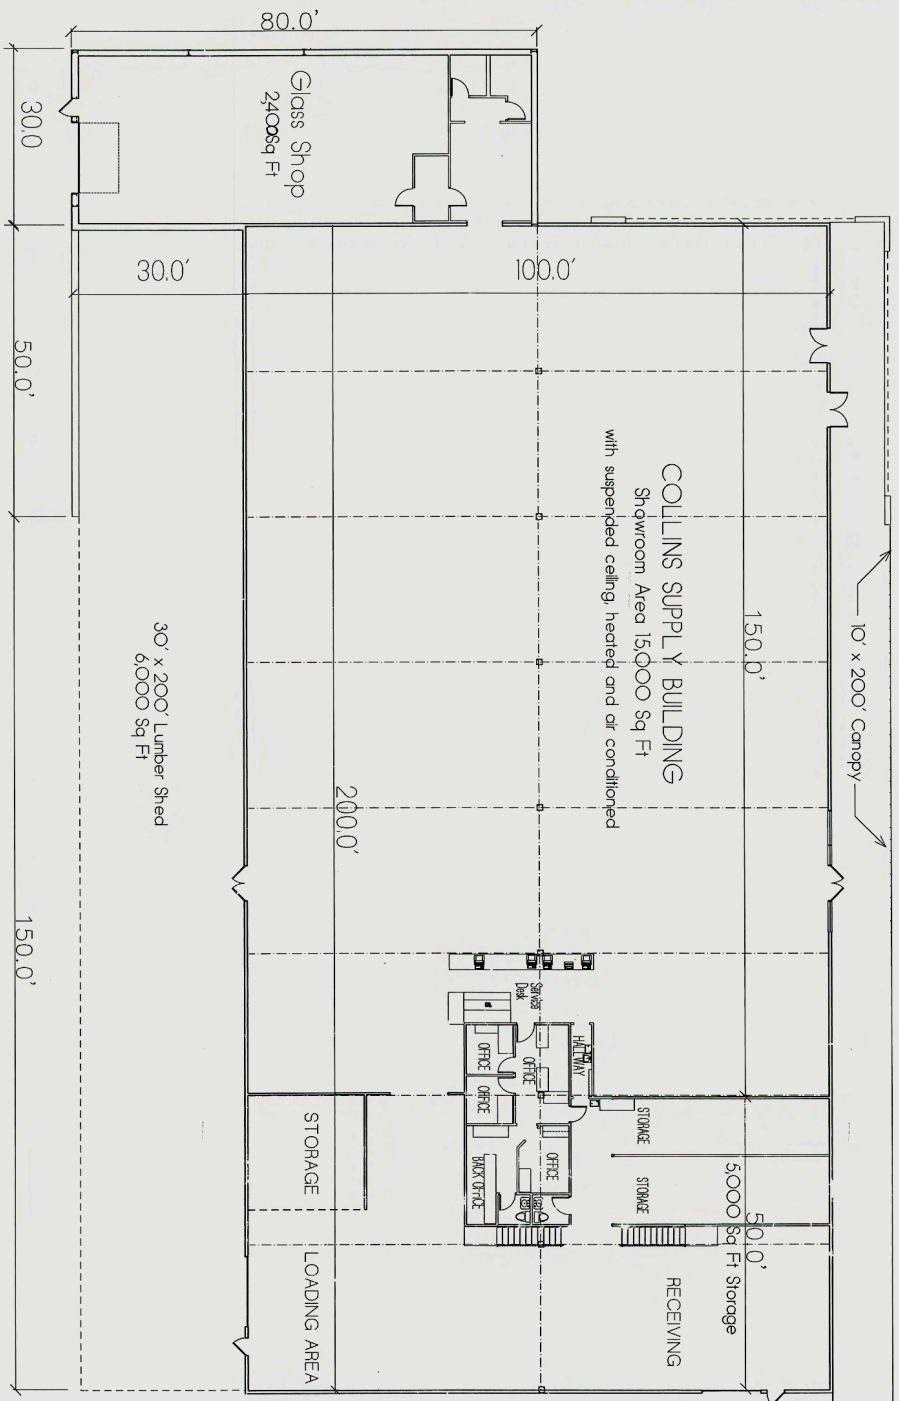 80.0'
30.0
Glass Shop
2,400Sq Ft
30.0'
100.0'
50.0'
COLLINS SUPPLY BUILDING
Showroom Area 15,000 Sq Ft
with suspended ceiling, heated and air conditioned
150.0'
10' x 200' Canopy
30' x 200' Lumber Shed
6,000 Sq Ft
200.0'
150.0'
Service
Desk
OFFICE
OFFICE
HALLWAY
OFFICE
STORAGE
STORAGE
BACK OFFICE
OFFICE
STORAGE
50.0'
5,000 Sq Ft Storage
LOADING AREA
RECEIVING